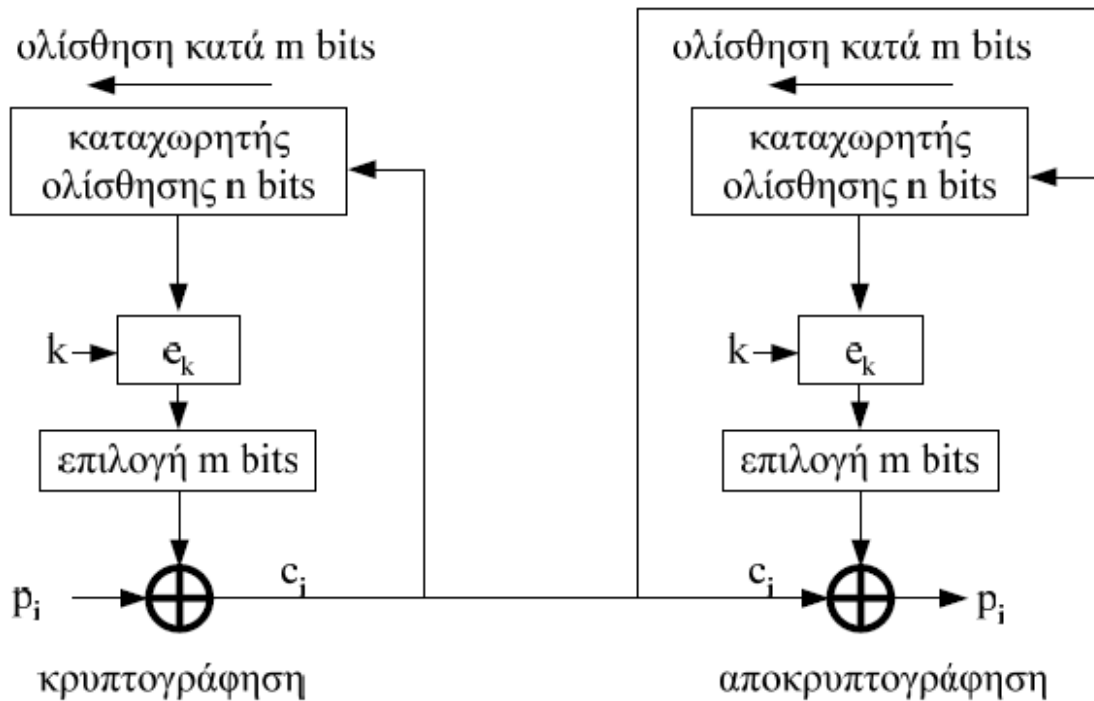 ολίσθηση κατά m bits
καταχωρητής
ολίσθησης n bits
k
e_k
επιλογή m bits
p_i
c_i
κρυπτογράφηση
ολίσθηση κατά m bits
καταχωρητής
ολίσθησης n bits
k
e_k
επιλογή m bits
c_i
p_i
αποκρυπτογράφηση